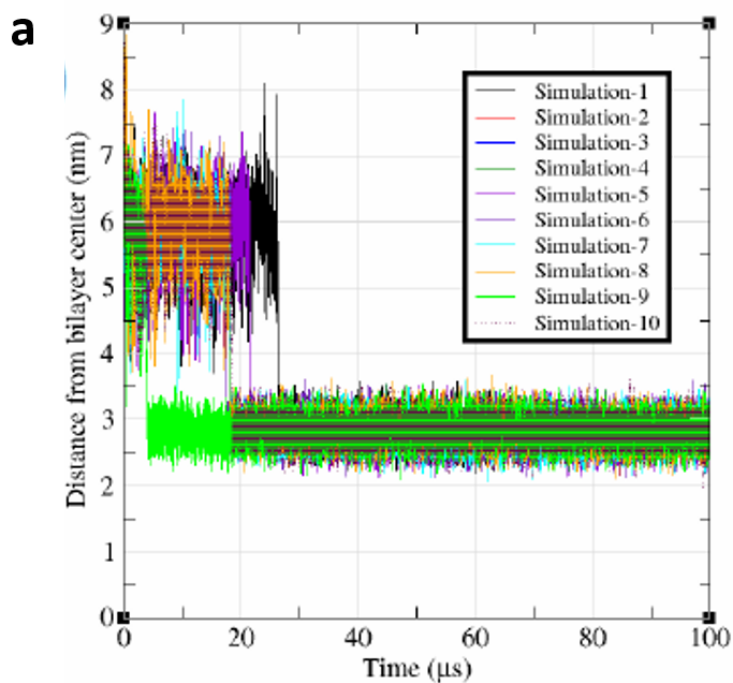 a
9
8
7
6
5
4
3
2
1
0
Distance from bilayer center (nm)
Simulation-1
Simulation-2
Simulation-3
Simulation-4
Simulation-5
Simulation-6
Simulation-7
Simulation-8
Simulation-9
Simulation-10
0 20 40 60 80 100
Time (μs)